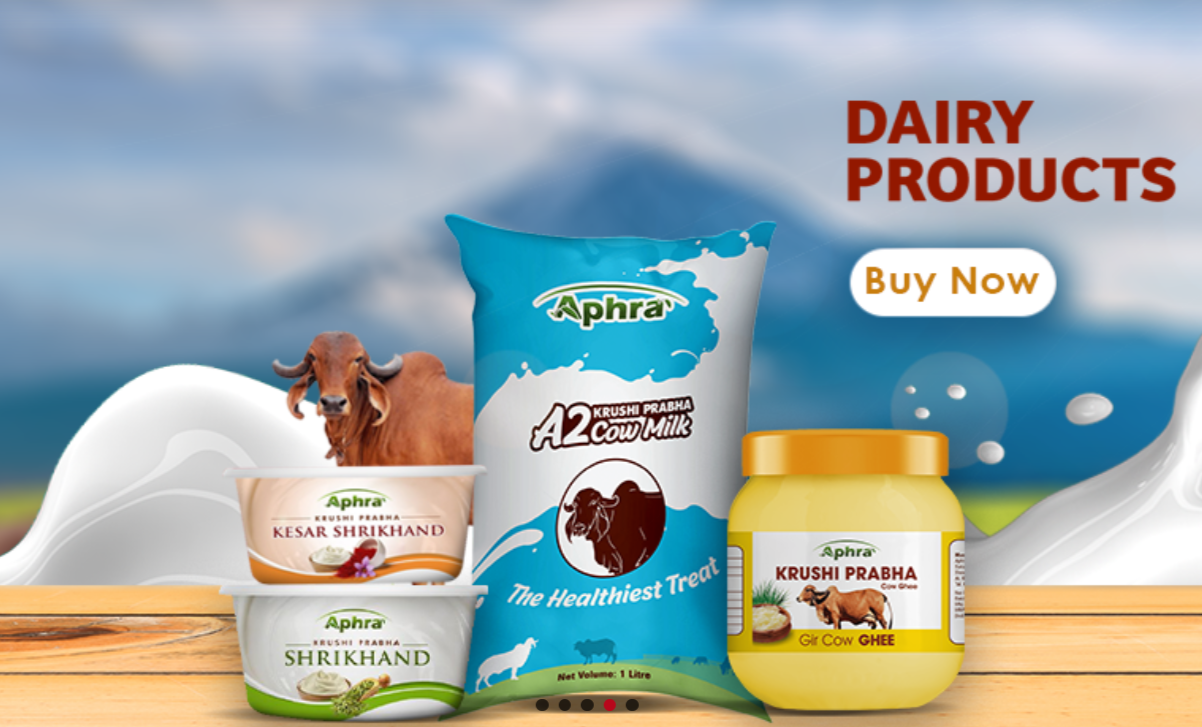 DAIRY
PRODUCTS
Buy Now
Aphra
A2 KRUSHI PRABHA
Cow Milk
The Healthiest Treat
Net Volume: 1 Litre
Aphra
KRUSHI PRABHA
KESAR SHRIKHAND
Aphra
KRUSHI PRABHA
SHRIKHAND
Aphra
KRUSHI PRABHA
Cow Ghee
Gir Cow GHEE